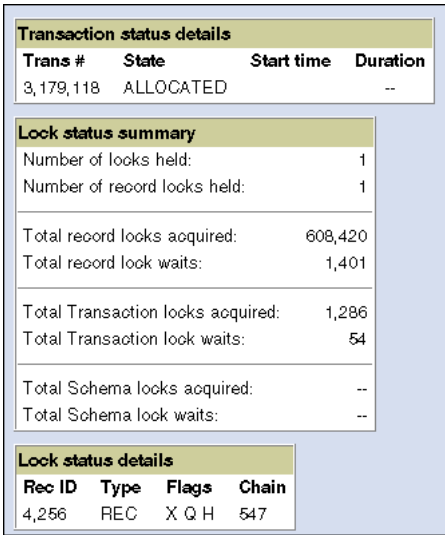 Transaction status details
Trans # State Start time Duration
3,179,118 ALLOCATED --
Lock status summary
Number of locks held: 1
Number of record locks held: 1
Total record locks acquired: 608,420
Total record lock waits: 1,401
Total Transaction locks acquired: 1,286
Total Transaction lock waits: 54
Total Schema locks acquired: --
Total Schema lock waits: --
Lock status details
Rec ID Type Flags Chain
4,256 REC X Q H 547